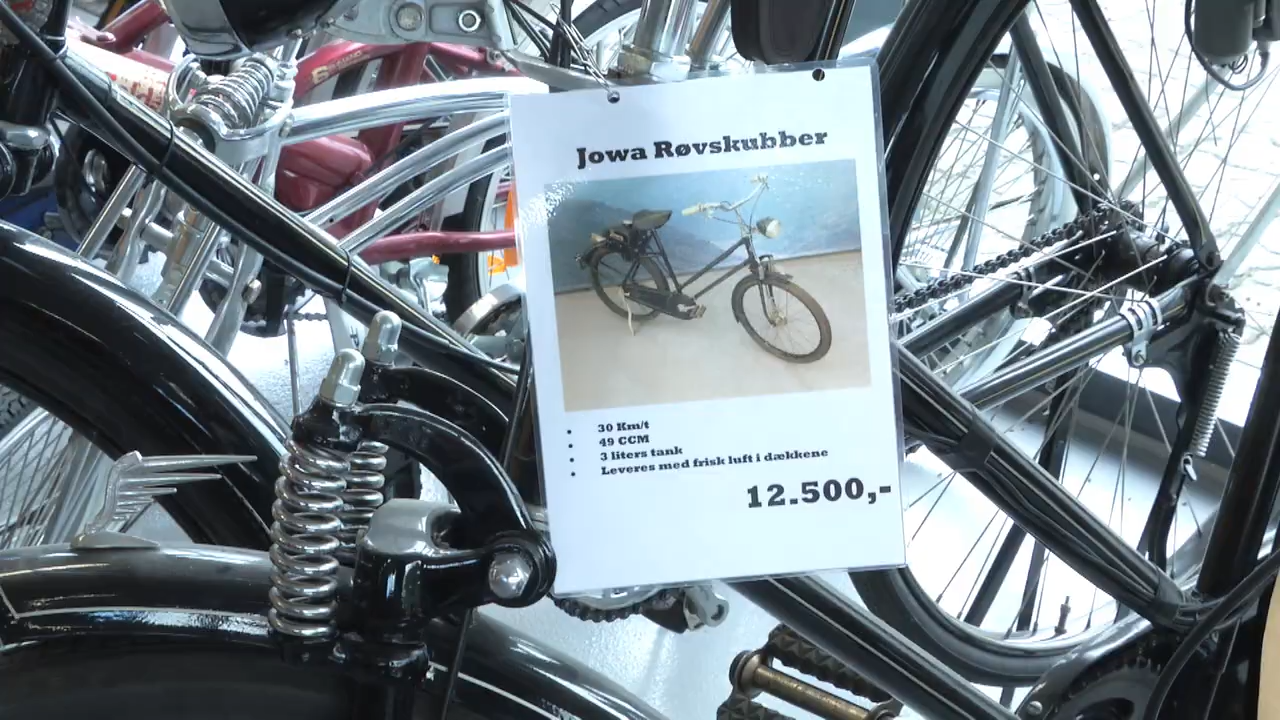 Jowa Røvskubber
• 30 Km/t
• 49 CCM
• 3 liters tank
• Leveres med frisk luft i dækkene
12.500,-